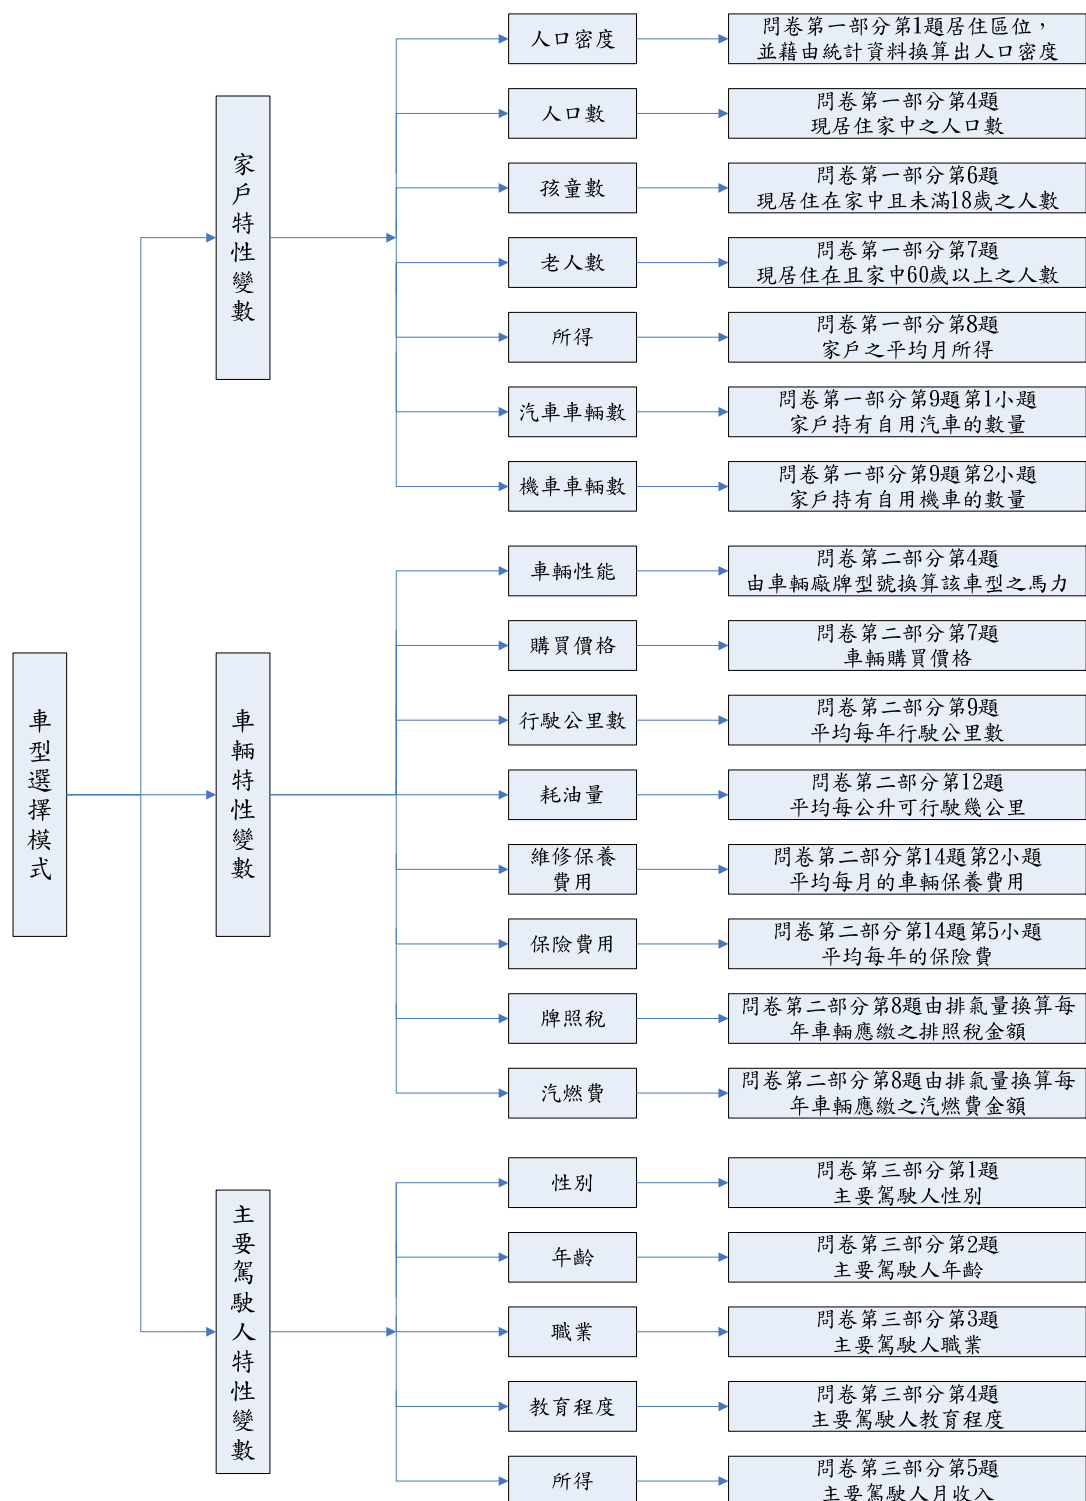 車型選擇模式
家戶特性變數
人口密度
問卷第一部分第1題居住區位，
並藉由統計資料換算出人口密度
人口數
問卷第一部分第4題
現居住家中之人口數
孩童數
問卷第一部分第6題
現居住在家中且未滿18歲之人數
老人數
問卷第一部分第7題
現居住在且家中60歲以上之人數
所得
問卷第一部分第8題
家戶之平均月所得
汽車車輛數
問卷第一部分第9題第1小題
家戶持有自用汽車的數量
機車車輛數
問卷第一部分第9題第2小題
家戶持有自用機車的數量
車輛特性變數
車輛性能
問卷第二部分第4題
由車輛廠牌型號換算該車型之馬力
購買價格
問卷第二部分第7題
車輛購買價格
行駛公里數
問卷第二部分第9題
平均每年行駛公里數
耗油量
問卷第二部分第12題
平均每公升可行駛幾公里
維修保養
費用
問卷第二部分第14題第2小題
平均每月的車輛保養費用
保險費用
問卷第二部分第14題第5小題
平均每年的保險費
牌照稅
問卷第二部分第8題由排氣量換算每
年車輛應繳之排照稅金額
汽燃費
問卷第二部分第8題由排氣量換算每
年車輛應繳之汽燃費金額
主要駕駛人特性變數
性別
問卷第三部分第1題
主要駕駛人性別
年齡
問卷第三部分第2題
主要駕駛人年齡
職業
問卷第三部分第3題
主要駕駛人職業
教育程度
問卷第三部分第4題
主要駕駛人教育程度
所得
問卷第三部分第5題
主要駕駛人月收入